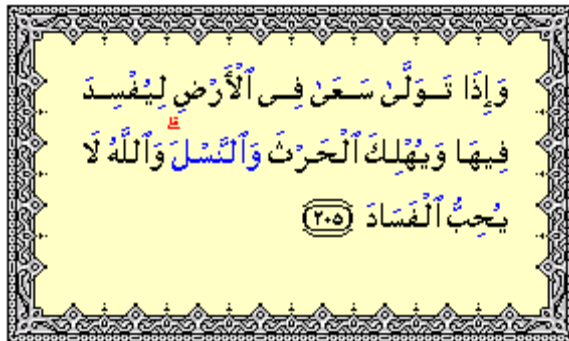 وَإِذَا تَوَلَّىٰ سَعَىٰ فِى ٱلْأَرْضِ لِيُفْسِدَ
فِيهَا وَيُهْلِكَ ٱلْحَرْثَ وَٱلنَّسْلَ ۗ وَٱللَّهُ لَا
يُحِبُّ ٱلْفَسَادَ ﴿٢٠٥﴾